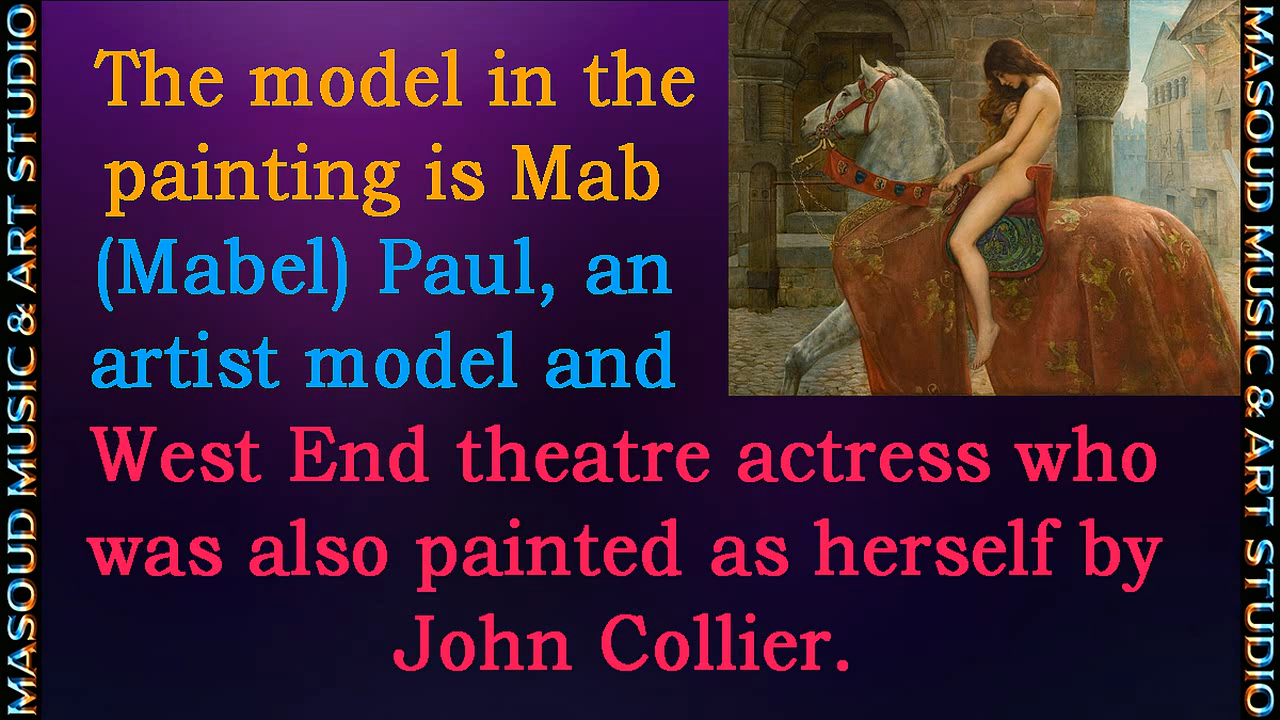 MASOUD MUSIC & ART STUDIO
The model in the
painting is Mab
(Mabel) Paul, an
artist model and
West End theatre actress who
was also painted as herself by
John Collier.
MASOUD MUSIC & ART STUDIO